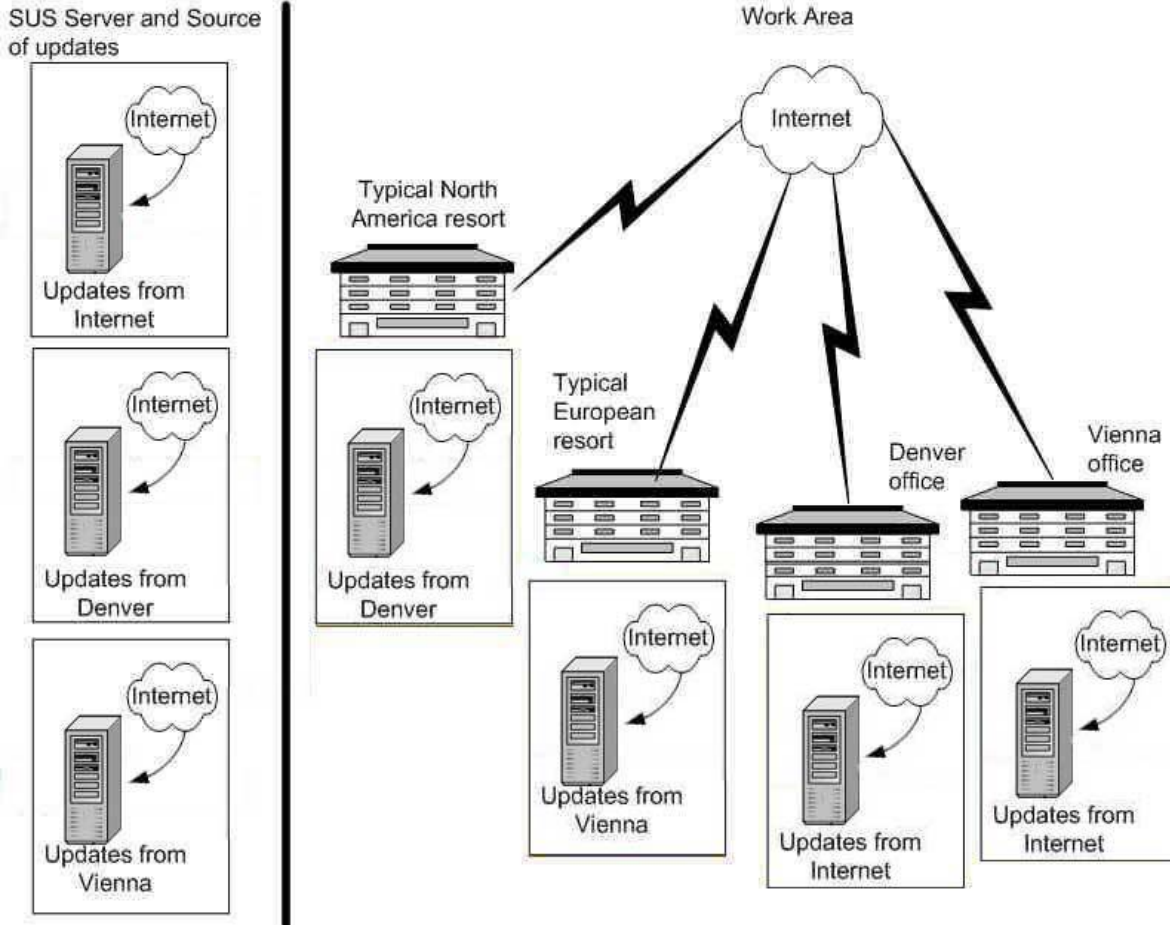 SUS Server and Source
of updates
Internet
Updates from
Internet
Internet
Updates from
Denver
Internet
Updates from
Vienna
Work Area
Internet
Typical North
America resort
Internet
Updates from
Denver
Typical
European
resort
Internet
Updates from
Vienna
Denver
office
Internet
Updates from
Internet
Vienna
office
Internet
Updates from
Internet